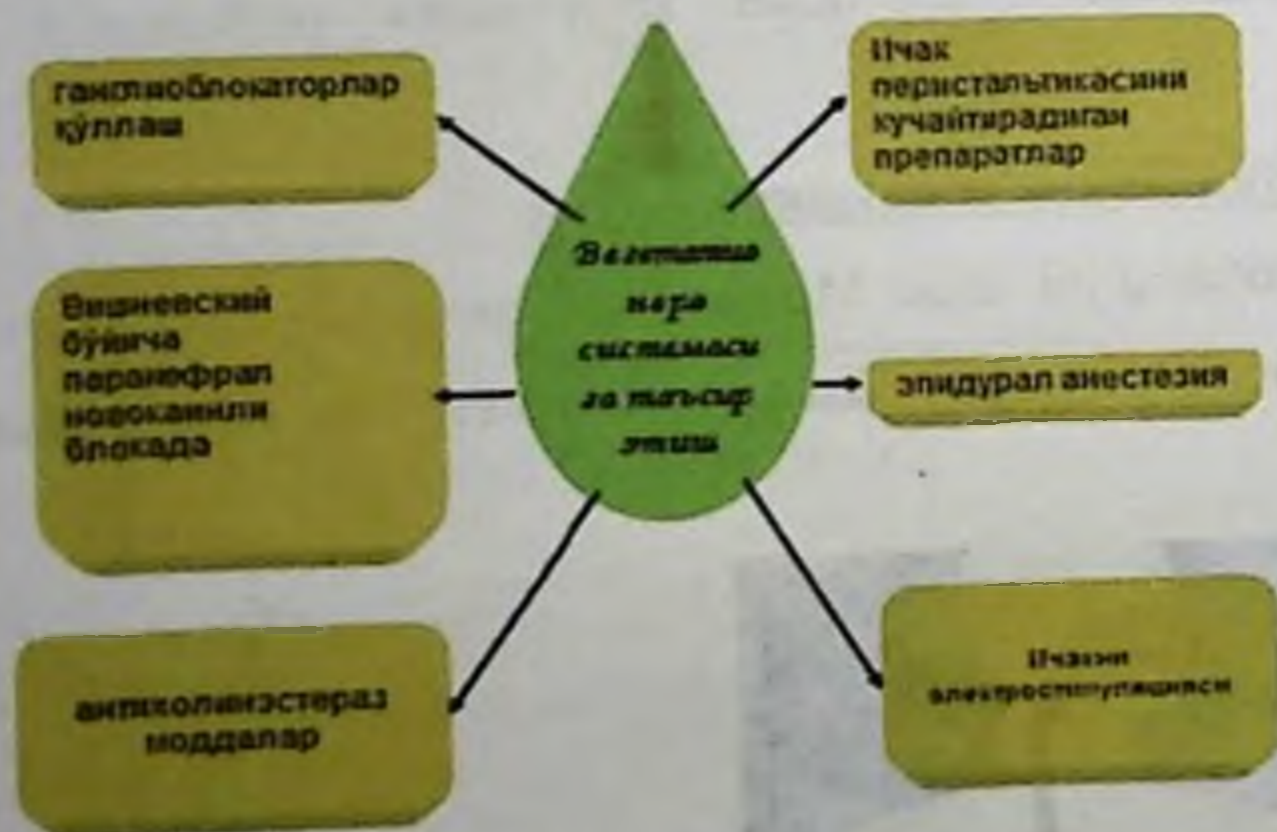 ганглиоблокаторлар
қўллаш
Ичак
перистальтикасини
кучайтирадиган
препаратлар
Вегетатив
нерв
системаси
га таъсир
этиш
Вишневский
бўйича
паранефрал
новокаинли
блокада
эпидурал анестезия
антихолинэстераз
моддалар
Ичакни
электростимуляцияси